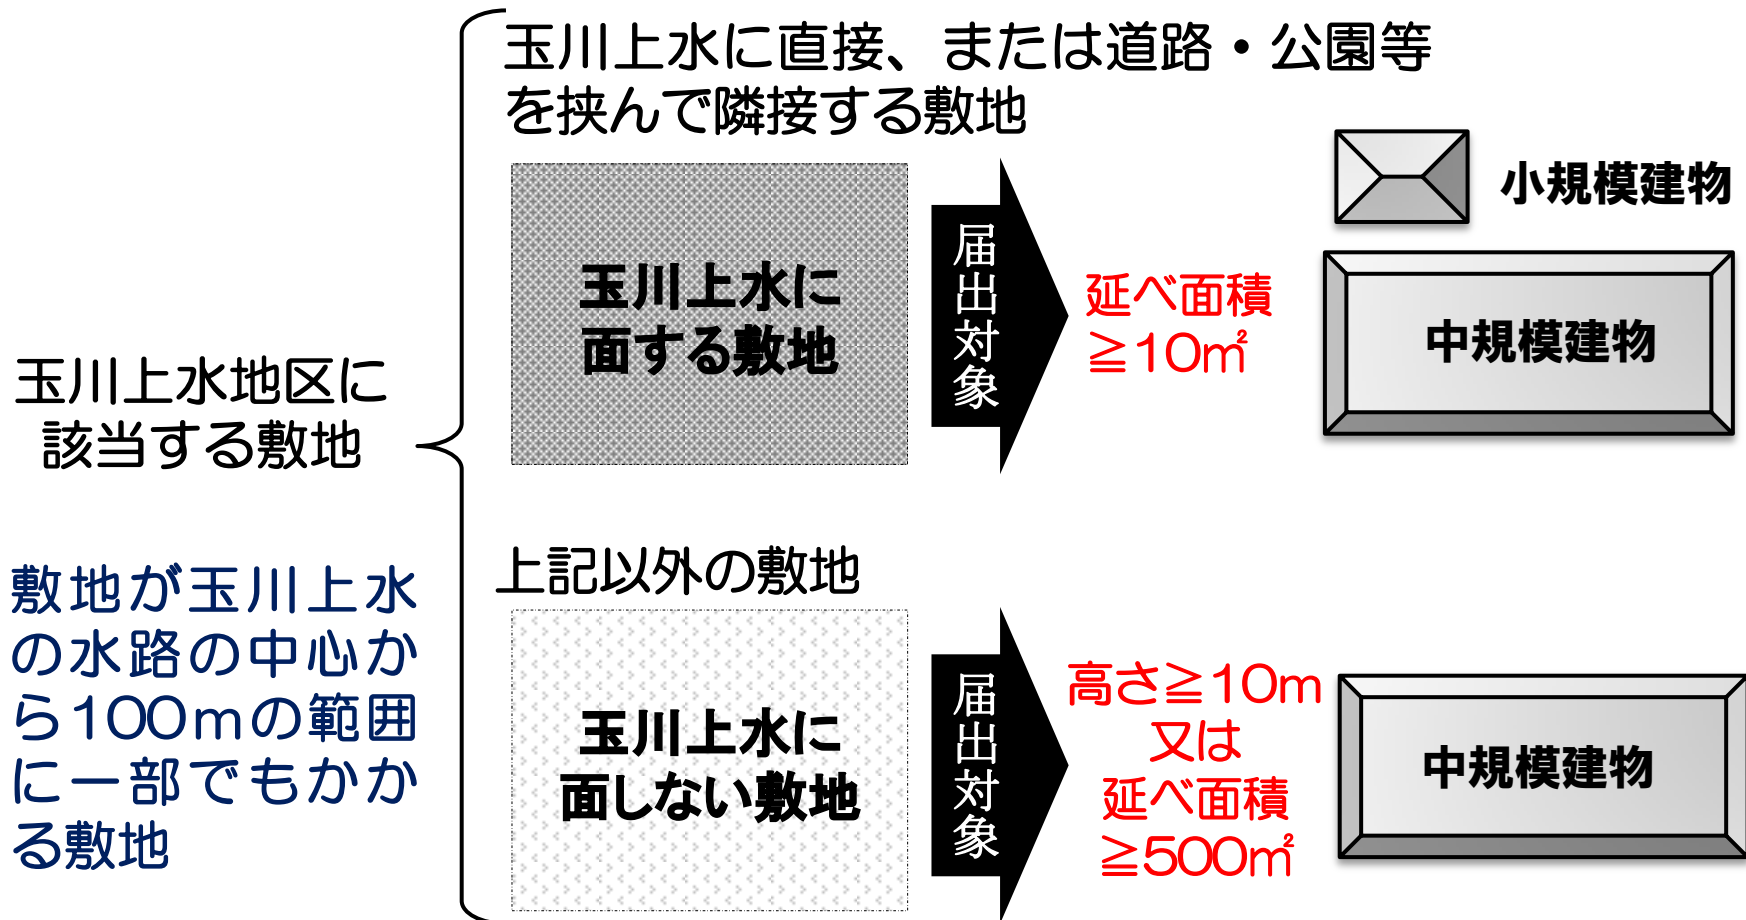 玉川上水地区に
該当する敷地
敷地が玉川上水
の水路の中心か
ら100mの範囲
に一部でもかか
る敷地
玉川上水に直接、または道路・公園等
を挟んで隣接する敷地
玉川上水に
面する敷地
届出対象
延べ面積
≧10㎡
小規模建物
中規模建物
上記以外の敷地
玉川上水に
面しない敷地
届出対象
高さ≧10m
又は
延べ面積
≧500㎡
中規模建物